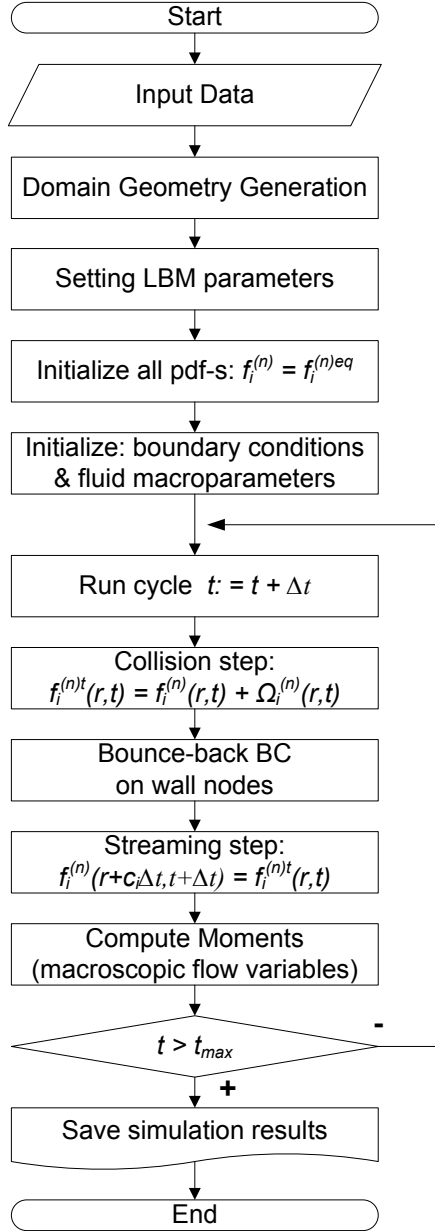 Start
Input Data
Domain Geometry Generation
Setting LBM parameters
Initialize all pdf-s: fᵢ⁽ⁿ⁾ = fᵢ⁽ⁿ⁾ᵉq
Initialize: boundary conditions
& fluid macroparameters
Run cycle t: = t + Δt
Collision step:
fᵢ⁽ⁿ⁾ᵗ(r,t) = fᵢ⁽ⁿ⁾(r,t) + Ωᵢ⁽ⁿ⁾(r,t)
Bounce-back BC
on wall nodes
Streaming step:
fᵢ⁽ⁿ⁾(r+cᵢΔt,t+Δt) = fᵢ⁽ⁿ⁾ᵗ(r,t)
Compute Moments
(macroscopic flow variables)
-
t > tₘₐₓ
+
Save simulation results
End